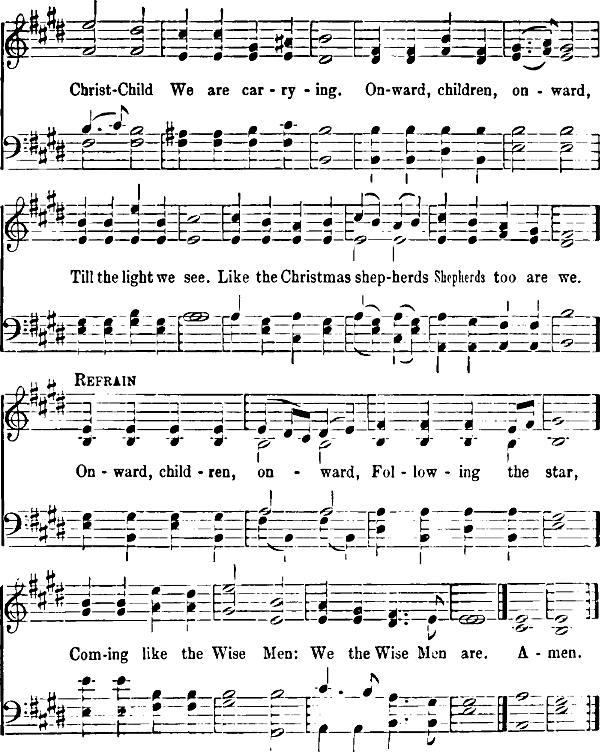 Christ-Child We are car-ry-ing. On-ward, children, on-ward,
Till the light we see. Like the Christmas shep-herds Shepherds too are we.
REFRAIN
On-ward, chil-dren, on-ward, Fol-low-ing the star,
Com-ing like the Wise Men: We the Wise Men are. A-men.